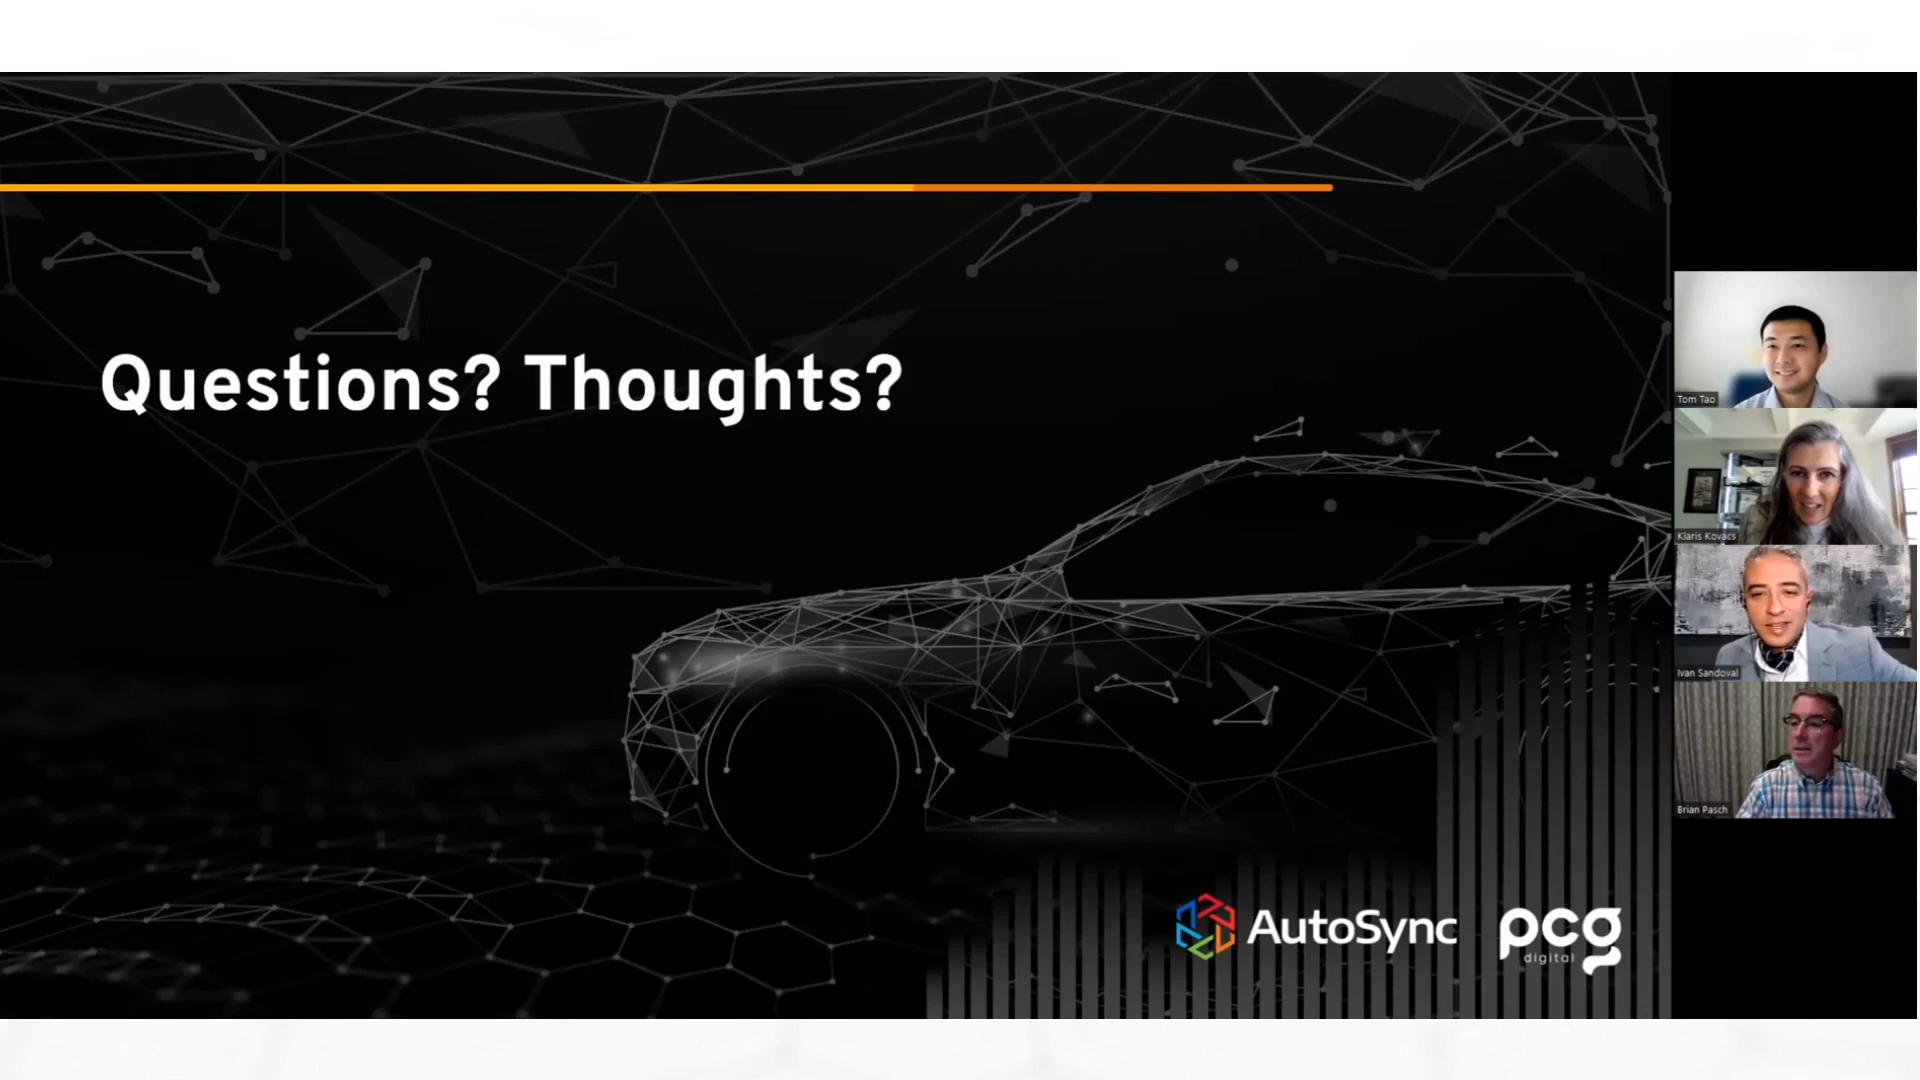 Questions? Thoughts?
Tom Tao
Klaris Kovacs
Ivan Sandoval
Brian Pasch
AutoSync
pcg
digital